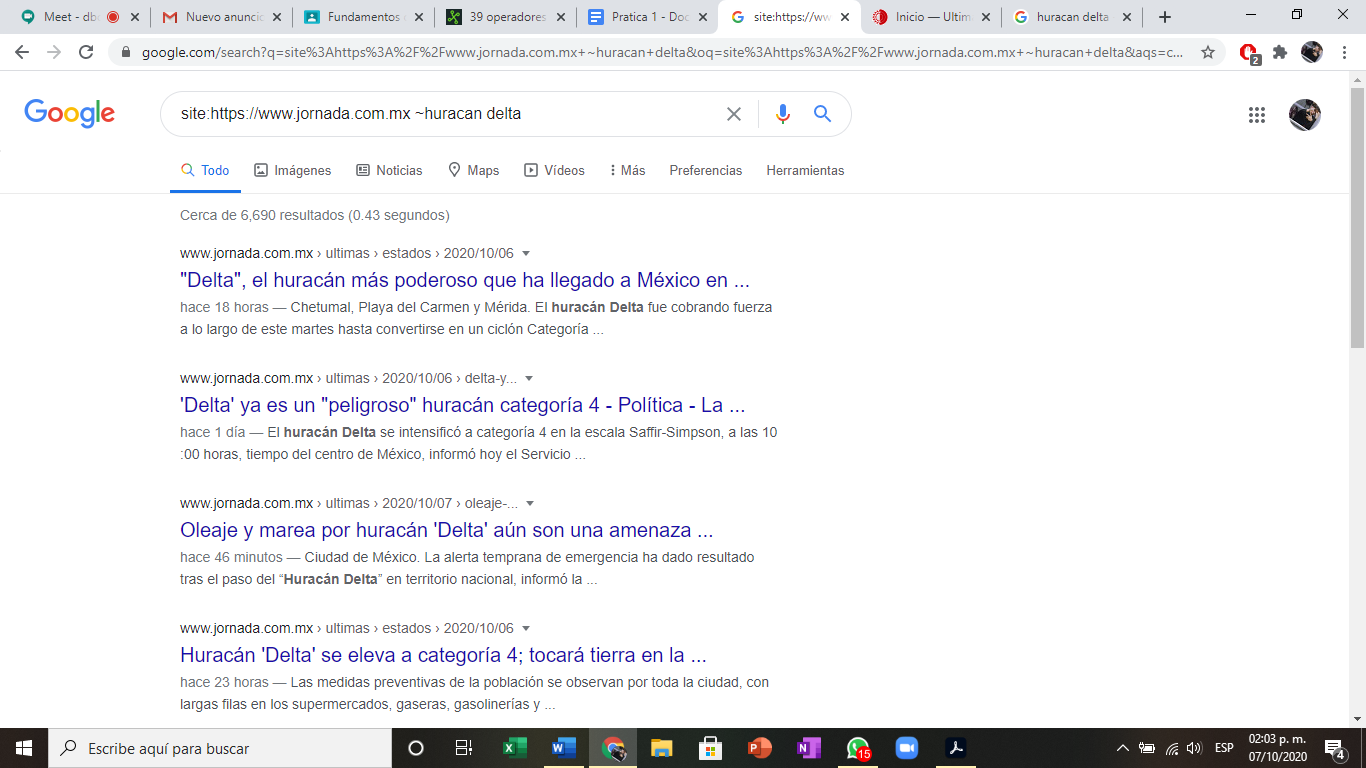 Meet - dbc
Nuevo anunci
Fundamentos
39 operadores
Pratica 1 - Doc
site:https://ww
Inicio — Ultim
huracan delta
google.com/search?q=site%3Ahttps%3A%2F%2Fwww.jornada.com.mx+~huracan+delta&oq=site%3Ahttps%3A%2F%2Fwww.jornada.com.mx+~huracan+delta&aqs=c...
2
Google
site:https://www.jornada.com.mx ~huracan delta
Todo Imágenes Noticias Maps Vídeos Más Preferencias Herramientas
Cerca de 6,690 resultados (0.43 segundos)
www.jornada.com.mx › ultimas › estados › 2020/10/06
"Delta", el huracán más poderoso que ha llegado a México en ...
hace 18 horas — Chetumal, Playa del Carmen y Mérida. El huracán Delta fue cobrando fuerza
a lo largo de este martes hasta convertirse en un ciclón Categoría ...
www.jornada.com.mx › ultimas › 2020/10/06 › delta-y...
'Delta' ya es un "peligroso" huracán categoría 4 - Política - La ...
hace 1 día — El huracán Delta se intensificó a categoría 4 en la escala Saffir-Simpson, a las 10
:00 horas, tiempo del centro de México, informó hoy el Servicio ...
www.jornada.com.mx › ultimas › 2020/10/07 › oleaje-...
Oleaje y marea por huracán 'Delta' aún son una amenaza ...
hace 46 minutos — Ciudad de México. La alerta temprana de emergencia ha dado resultado
tras el paso del “Huracán Delta” en territorio nacional, informó la ...
www.jornada.com.mx › ultimas › estados › 2020/10/06
Huracán 'Delta' se eleva a categoría 4; tocará tierra en la ...
hace 23 horas — Las medidas preventivas de la población se observan por toda la ciudad, con
largas filas en los supermercados, gaseras, gasolinerías y ...
Escribe aquí para buscar
15
ESP
02:03 p. m.
07/10/2020
4